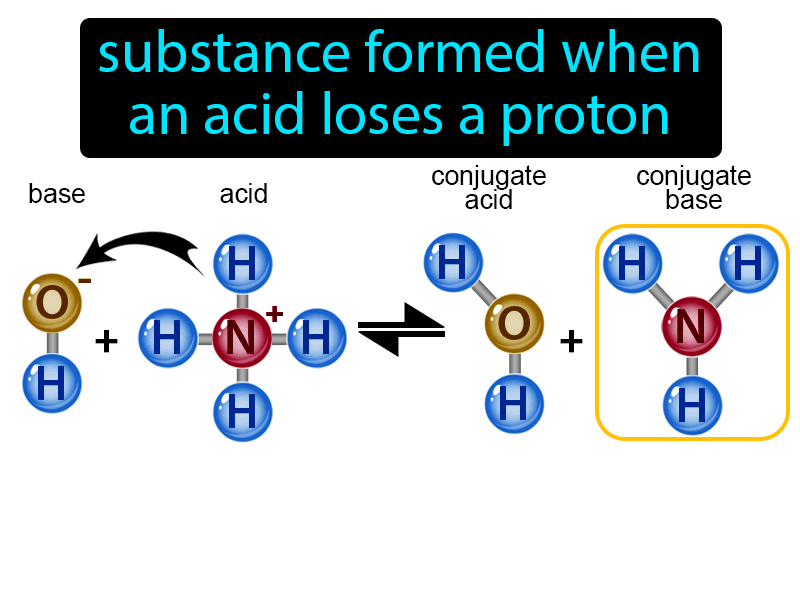 substance formed when
an acid loses a proton
base
acid
conjugate
acid
conjugate
base
H
H
H
H
O
-
+
H
N
+
H
O
+
N
H
H
H
H